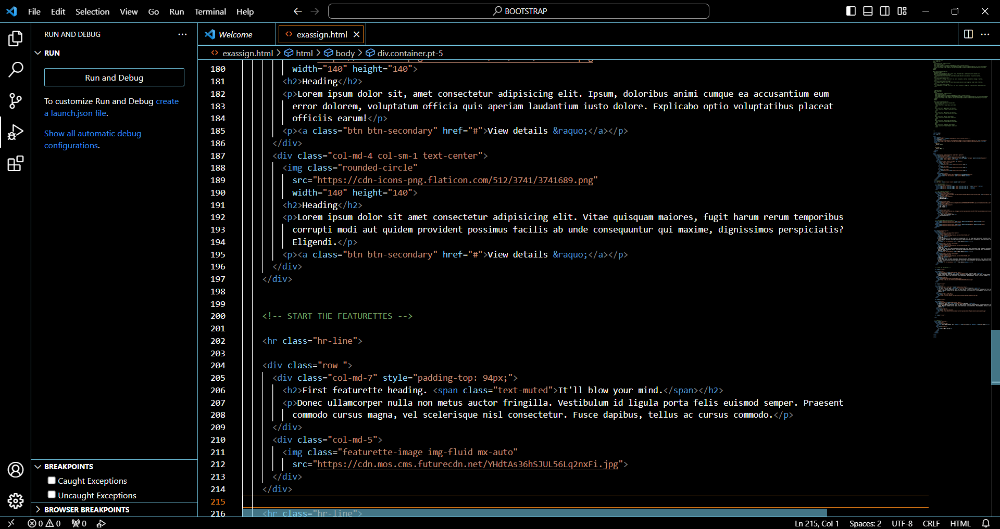 File Edit Selection View Go Run Terminal Help BOOTSTRAP
RUN AND DEBUG
RUN
Run and Debug
To customize Run and Debug create
a launch.json file.
Show all automatic debug
configurations.
BREAKPOINTS
Caught Exceptions
Uncaught Exceptions
BROWSER BREAKPOINTS
Welcome exassign.html
exassign.html > html > body > div.container.pt-5
180 width="140" height="140">
181 <h2>Heading</h2>
182 <p>Lorem ipsum dolor sit, amet consectetur adipisicing elit. Ipsum, doloribus animi cumque ea accusantium eum
183 error dolorem, voluptatum officia quis aperiam laudantium iusto dolore. Explicabo optio voluptatibus placeat
184 officiis earum!</p>
185 <p><a class="btn btn-secondary" href="#">View details &raquo;</a></p>
186 </div>
187 <div class="col-md-4 col-sm-1 text-center">
188 <img class="rounded-circle"
189 src="https://cdn-icons-png.flaticon.com/512/3741/3741689.png"
190 width="140" height="140">
191 <h2>Heading</h2>
192 <p>Lorem ipsum dolor sit amet consectetur adipisicing elit. Vitae quisquam maiores, fugit harum rerum temporibus
193 corrupti modi aut quidem provident possimus facilis ab unde consequuntur qui maxime, dignissimos perspiciatis?
194 Eligendi.</p>
195 <p><a class="btn btn-secondary" href="#">View details &raquo;</a></p>
196 </div>
197 </div>
198
199
200 <!-- START THE FEATURETTES -->
201
202 <hr class="hr-line">
203
204 <div class="row ">
205 <div class="col-md-7" style="padding-top: 94px;">
206 <h2>First featurette heading. <span class="text-muted">It'll blow your mind.</span></h2>
207 <p>Donec ullamcorper nulla non metus auctor fringilla. Vestibulum id ligula porta felis euismod semper. Praesent
208 commodo cursus magna, vel scelerisque nisl consectetur. Fusce dapibus, tellus ac cursus commodo.</p>
209 </div>
210 <div class="col-md-5">
211 <img class="featurette-image img-fluid mx-auto"
212 src="https://cdn.mos.cms.futurecdn.net/YHdtAs36hSJUL56Lq2nxFi.jpg">
213 </div>
214 </div>
215
216 <hr class="hr-line">
0 0 0 Ln 215, Col 1 Spaces: 2 UTF-8 CRLF HTML